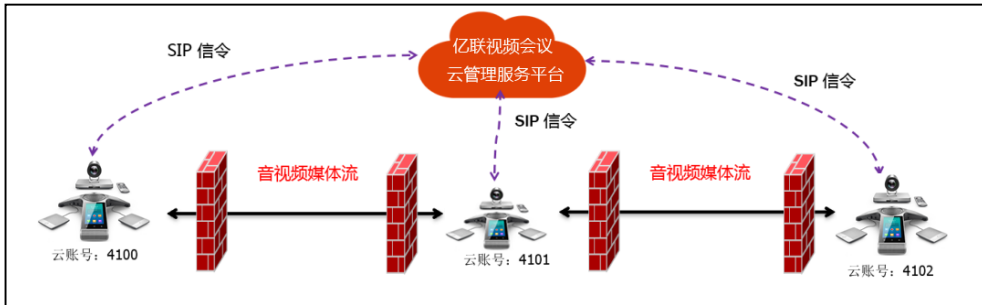 SIP 信令
亿联视频会议
云管理服务平台
SIP 信令
SIP 信令
音视频媒体流
音视频媒体流
云账号：4100
云账号：4101
云账号：4102